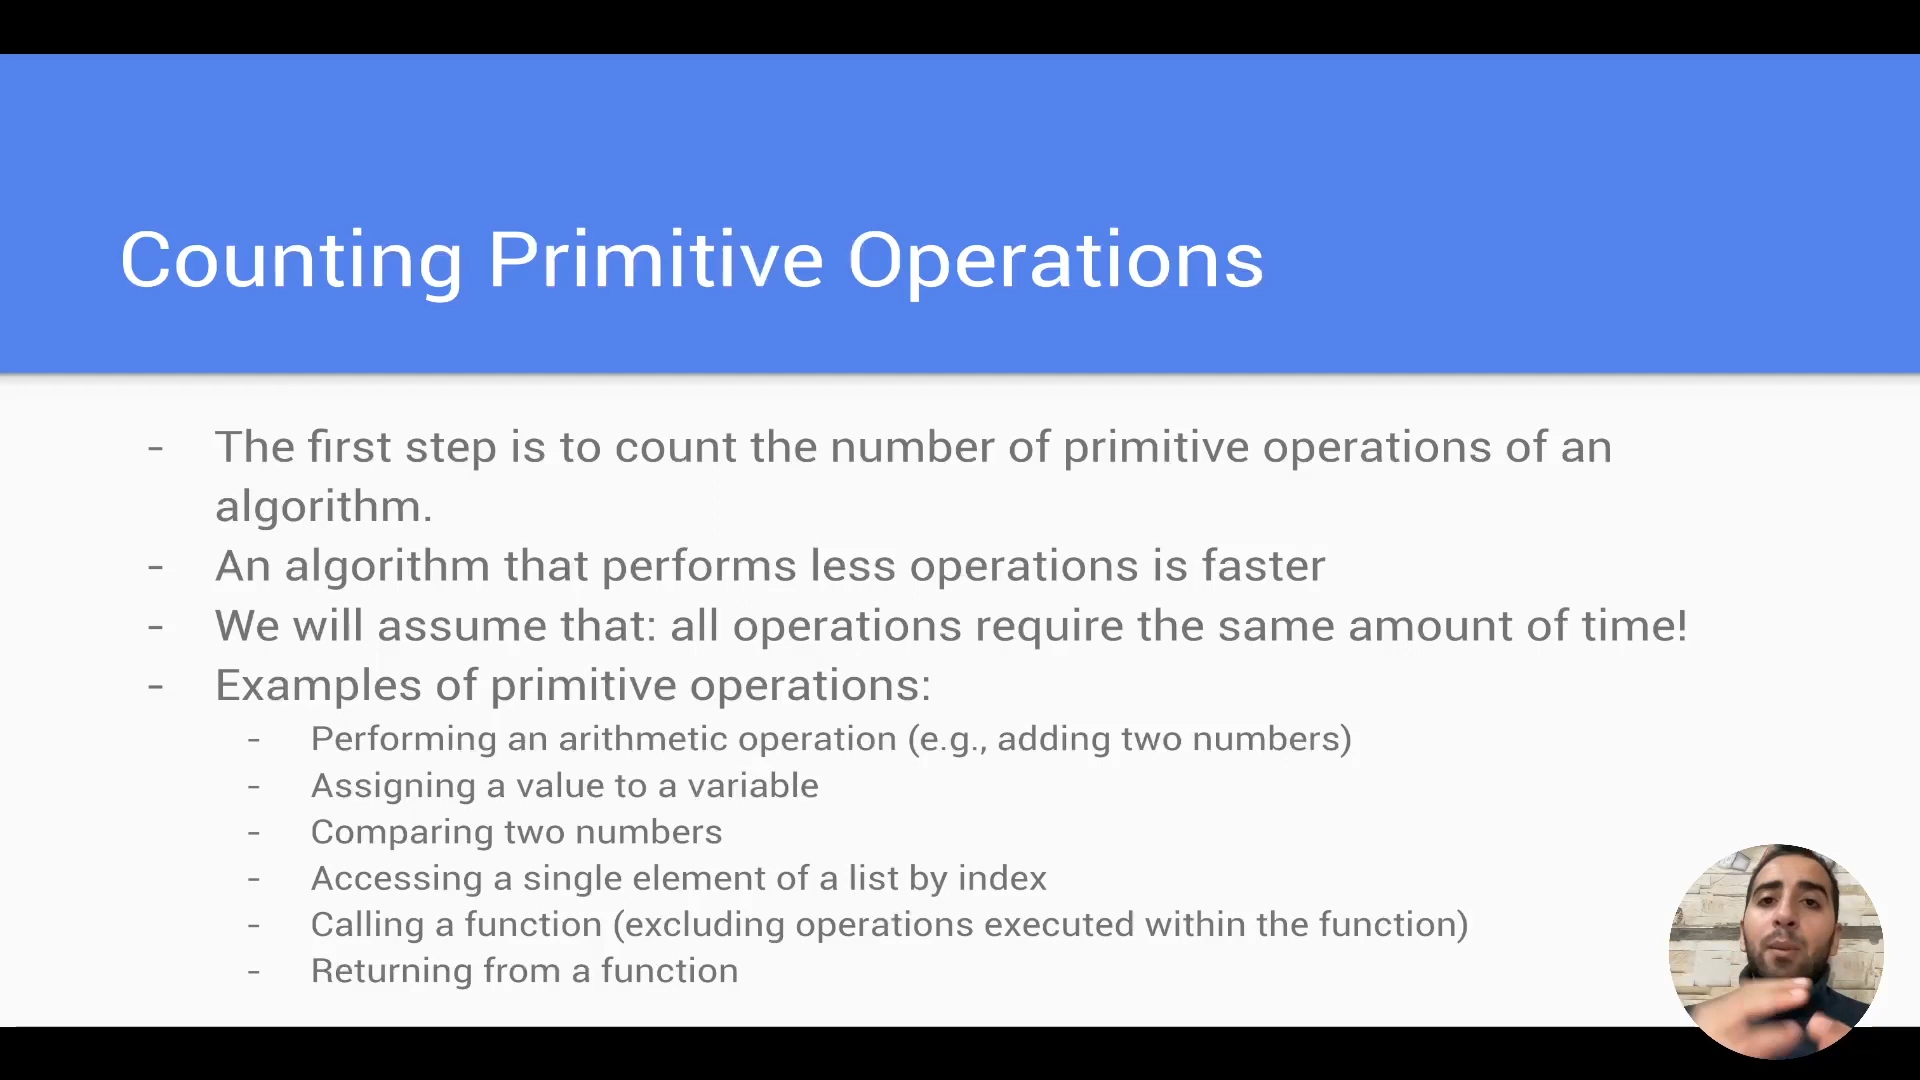 Counting Primitive Operations
- The first step is to count the number of primitive operations of an
algorithm.
- An algorithm that performs less operations is faster
- We will assume that: all operations require the same amount of time!
- Examples of primitive operations:
- Performing an arithmetic operation (e.g., adding two numbers)
- Assigning a value to a variable
- Comparing two numbers
- Accessing a single element of a list by index
- Calling a function (excluding operations executed within the function)
- Returning from a function